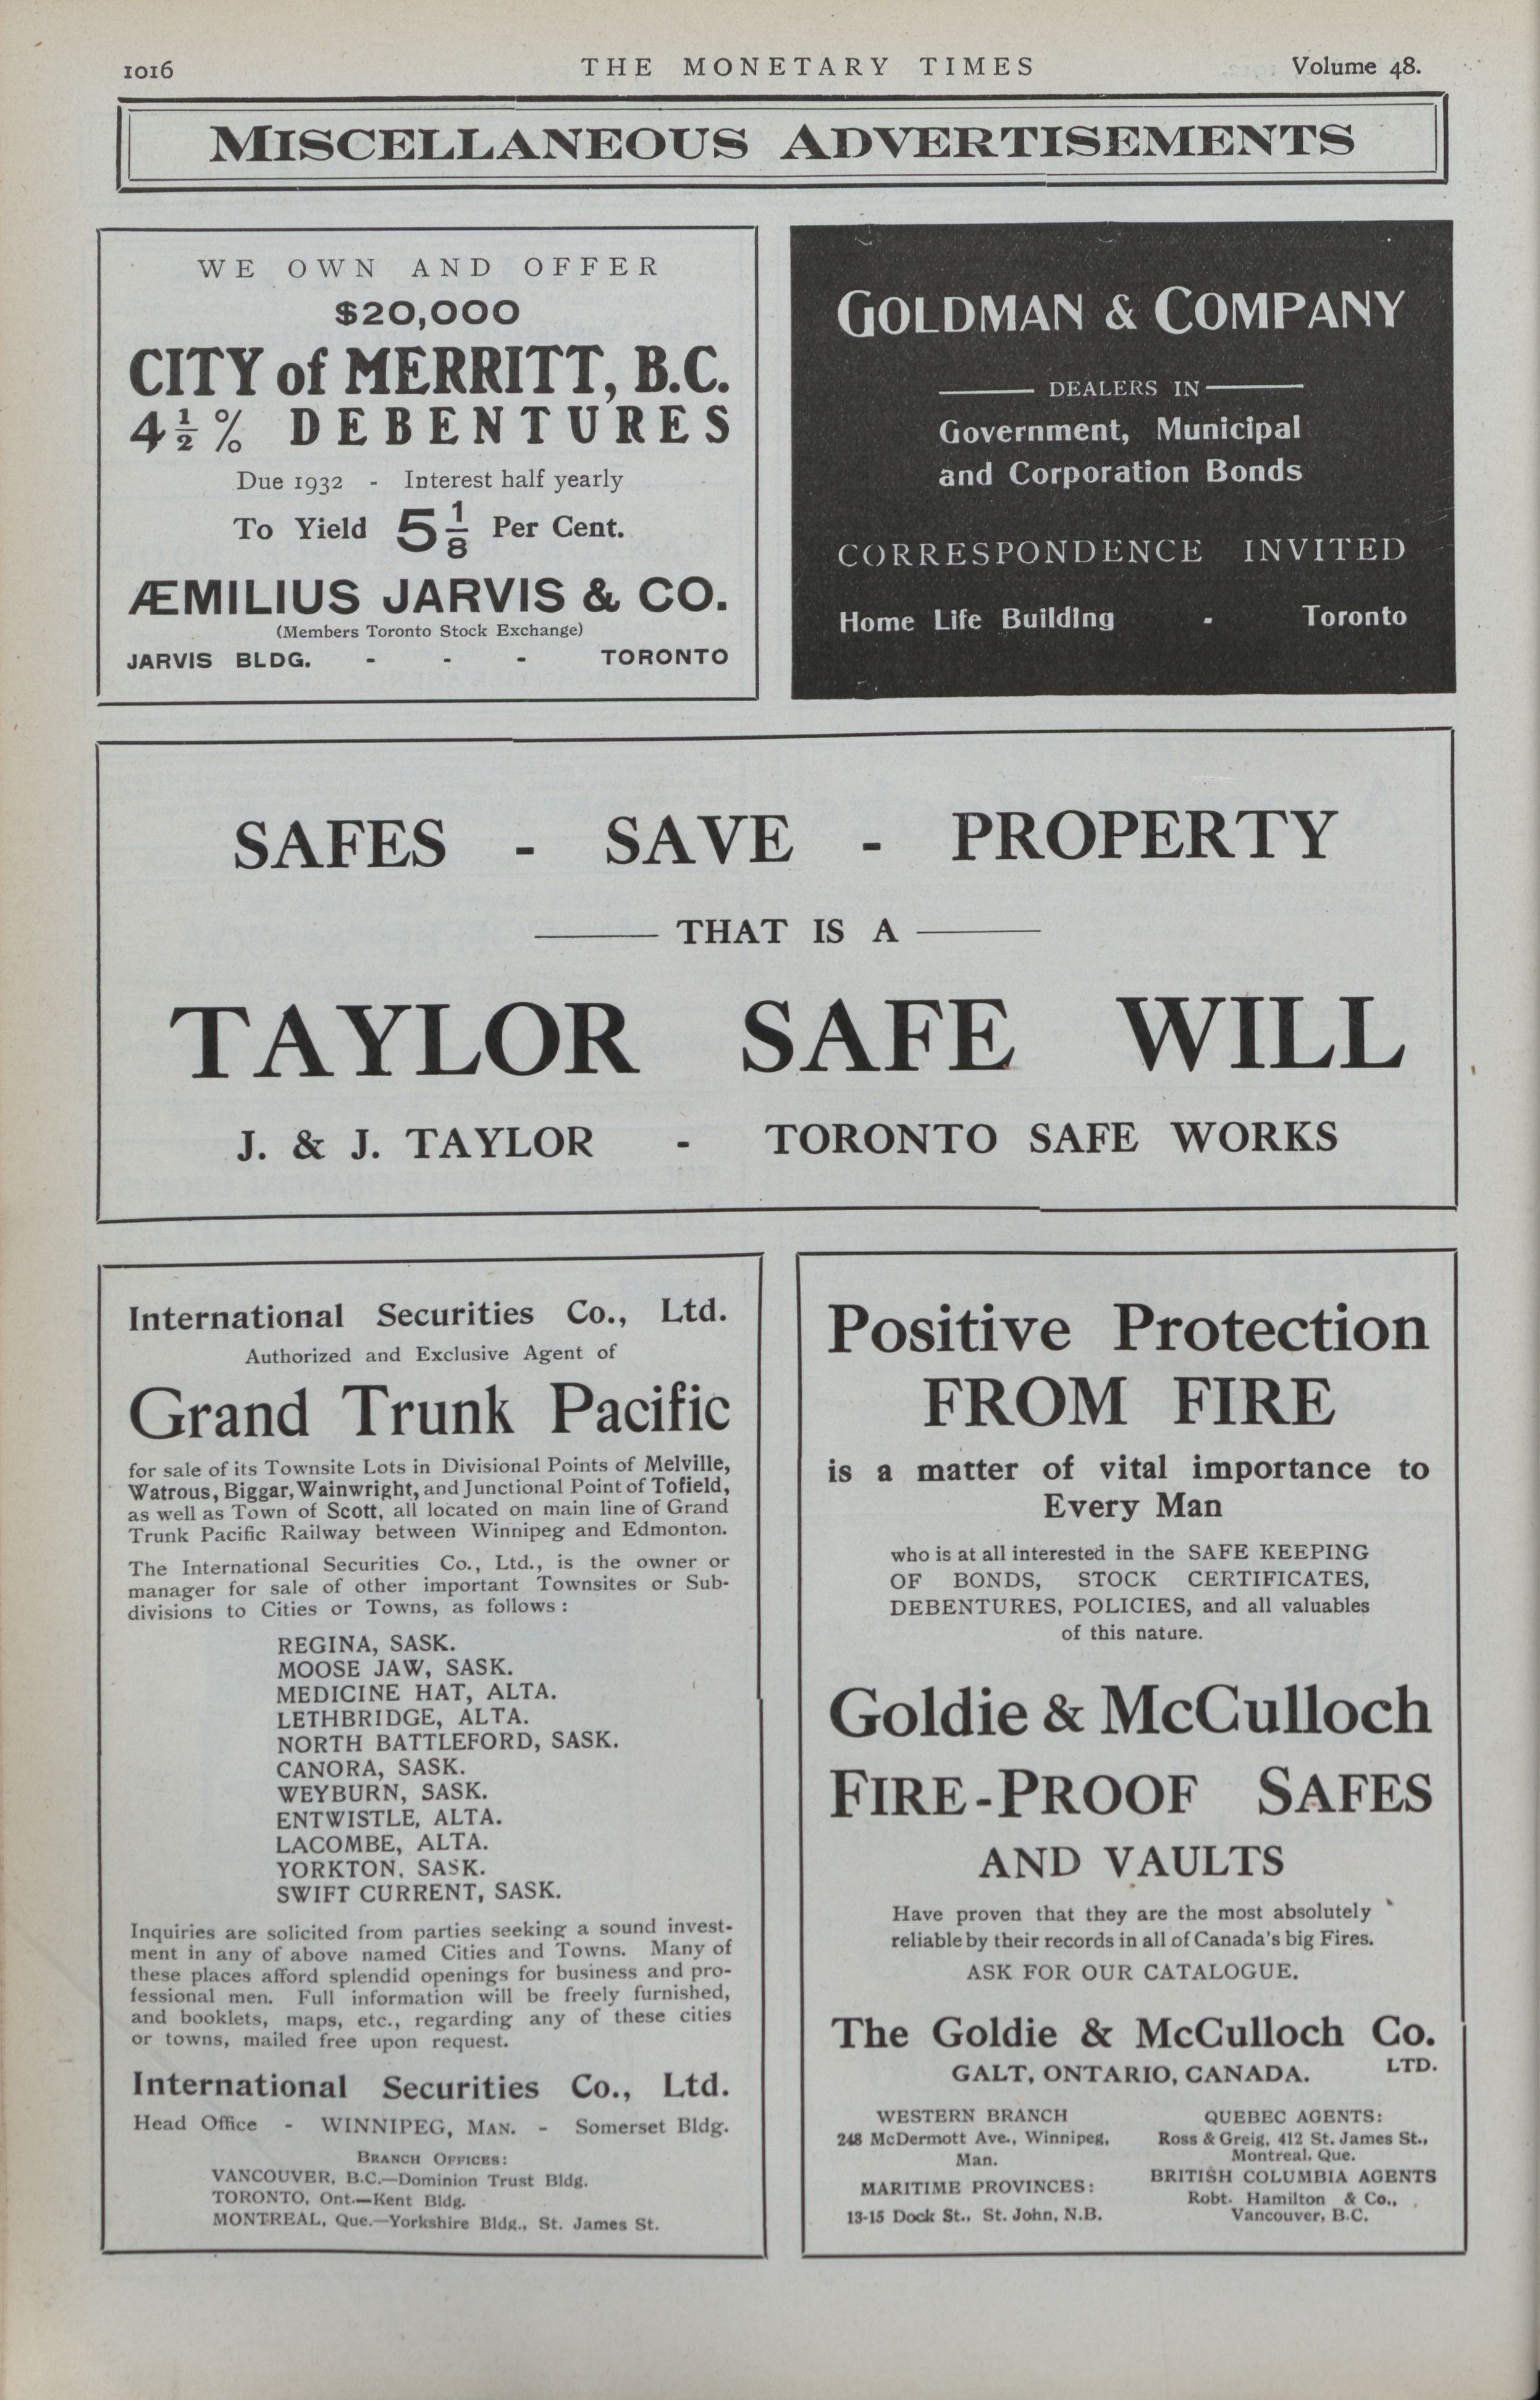 1016
THE MONETARY TIMES
Volume 48.
MISCELLANEOUS ADVERTISEMENTS
WE OWN AND OFFER
$20,000
CITY of MERRITT, B.C.
4½% DEBENTURES
Due 1932 - Interest half yearly
To Yield 5⅛ Per Cent.
ÆMILIUS JARVIS & CO.
(Members Toronto Stock Exchange)
JARVIS BLDG. - - - TORONTO
GOLDMAN & COMPANY
DEALERS IN
Government, Municipal
and Corporation Bonds
CORRESPONDENCE INVITED
Home Life Building - Toronto
SAFES - SAVE - PROPERTY
THAT IS A
TAYLOR SAFE WILL
J. & J. TAYLOR - TORONTO SAFE WORKS
International Securities Co., Ltd.
Authorized and Exclusive Agent of
Grand Trunk Pacific
for sale of its Townsite Lots in Divisional Points of Melville,
Watrous, Biggar, Wainwright, and Junctional Point of Tofield,
as well as Town of Scott, all located on main line of Grand
Trunk Pacific Railway between Winnipeg and Edmonton.
The International Securities Co., Ltd., is the owner or
manager for sale of other important Townsites or Sub-
divisions to Cities or Towns, as follows:
REGINA, SASK.
MOOSE JAW, SASK.
MEDICINE HAT, ALTA.
LETHBRIDGE, ALTA.
NORTH BATTLEFORD, SASK.
CANORA, SASK.
WEYBURN, SASK.
ENTWISTLE, ALTA.
LACOMBE, ALTA.
YORKTON, SASK.
SWIFT CURRENT, SASK.
Inquiries are solicited from parties seeking a sound invest-
ment in any of above named Cities and Towns. Many of
these places afford splendid openings for business and pro-
fessional men. Full information will be freely furnished,
and booklets, maps, etc., regarding any of these cities
or towns, mailed free upon request.
International Securities Co., Ltd.
Head Office - WINNIPEG, MAN. - Somerset Bldg.
BRANCH OFFICES:
VANCOUVER, B.C.—Dominion Trust Bldg.
TORONTO, Ont.—Kent Bldg.
MONTREAL, Que.—Yorkshire Bldg., St. James St.
Positive Protection
FROM FIRE
is a matter of vital importance to
Every Man
who is at all interested in the SAFE KEEPING
OF BONDS, STOCK CERTIFICATES,
DEBENTURES, POLICIES, and all valuables
of this nature.
Goldie & McCulloch
FIRE-PROOF SAFES
AND VAULTS
Have proven that they are the most absolutely
reliable by their records in all of Canada's big Fires.
ASK FOR OUR CATALOGUE.
The Goldie & McCulloch Co.
GALT, ONTARIO, CANADA. LTD.
WESTERN BRANCH
248 McDermott Ave., Winnipeg,
Man.
MARITIME PROVINCES:
13-15 Dock St., St. John, N.B.
QUEBEC AGENTS:
Ross & Greig, 412 St. James St.,
Montreal, Que.
BRITISH COLUMBIA AGENTS
Robt. Hamilton & Co.,
Vancouver, B.C.